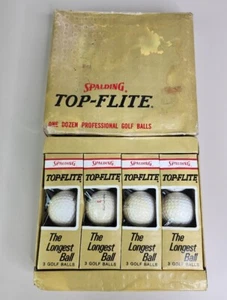 SPALDING
TOP-FLITE
ONE DOZEN PROFESSIONAL GOLF BALLS
SPALDING SPALDING SPALDING SPALDING
TOP-FLITE TOP-FLITE TOP-FLITE TOP-FLITE
The The The The
Longest Longest Longest Longest
Ball Ball Ball Ball
3 GOLF BALLS 3 GOLF BALLS 3 GOLF BALLS 3 GOLF BALLS